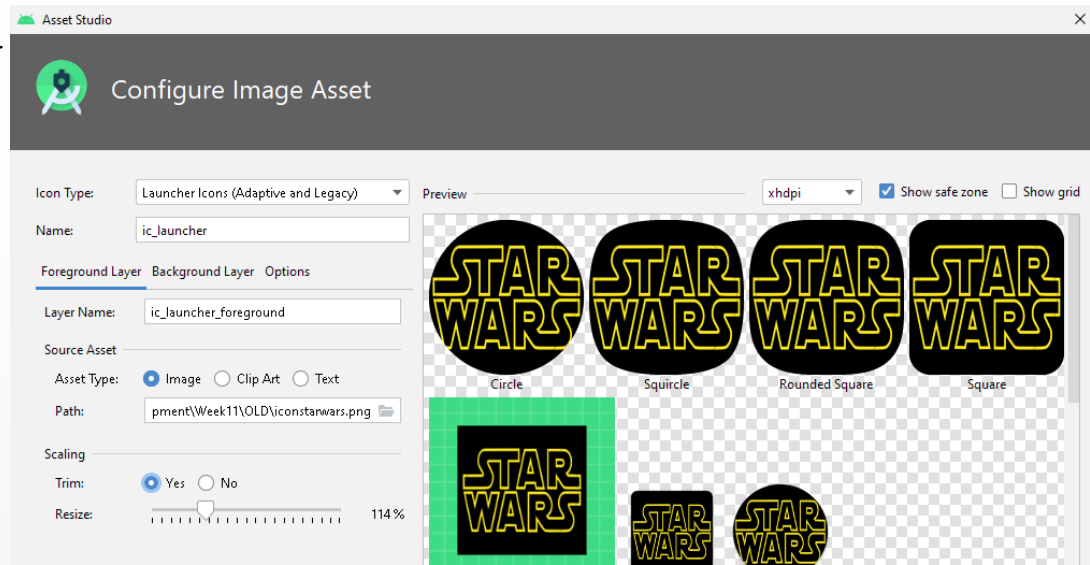 Asset Studio
Configure Image Asset
Icon Type: Launcher Icons (Adaptive and Legacy)
Name: ic_launcher
Foreground Layer Background Layer Options
Layer Name: ic_launcher_foreground
Source Asset
Asset Type: Image Clip Art Text
Path: pment\Week11\OLD\iconstarwars.png
Scaling
Trim: Yes No
Resize: 114 %
Preview xhdpi Show safe zone Show grid
STAR WARS
STAR WARS
STAR WARS
STAR WARS
Circle Squircle Rounded Square Square
STAR WARS
STAR WARS
STAR WARS